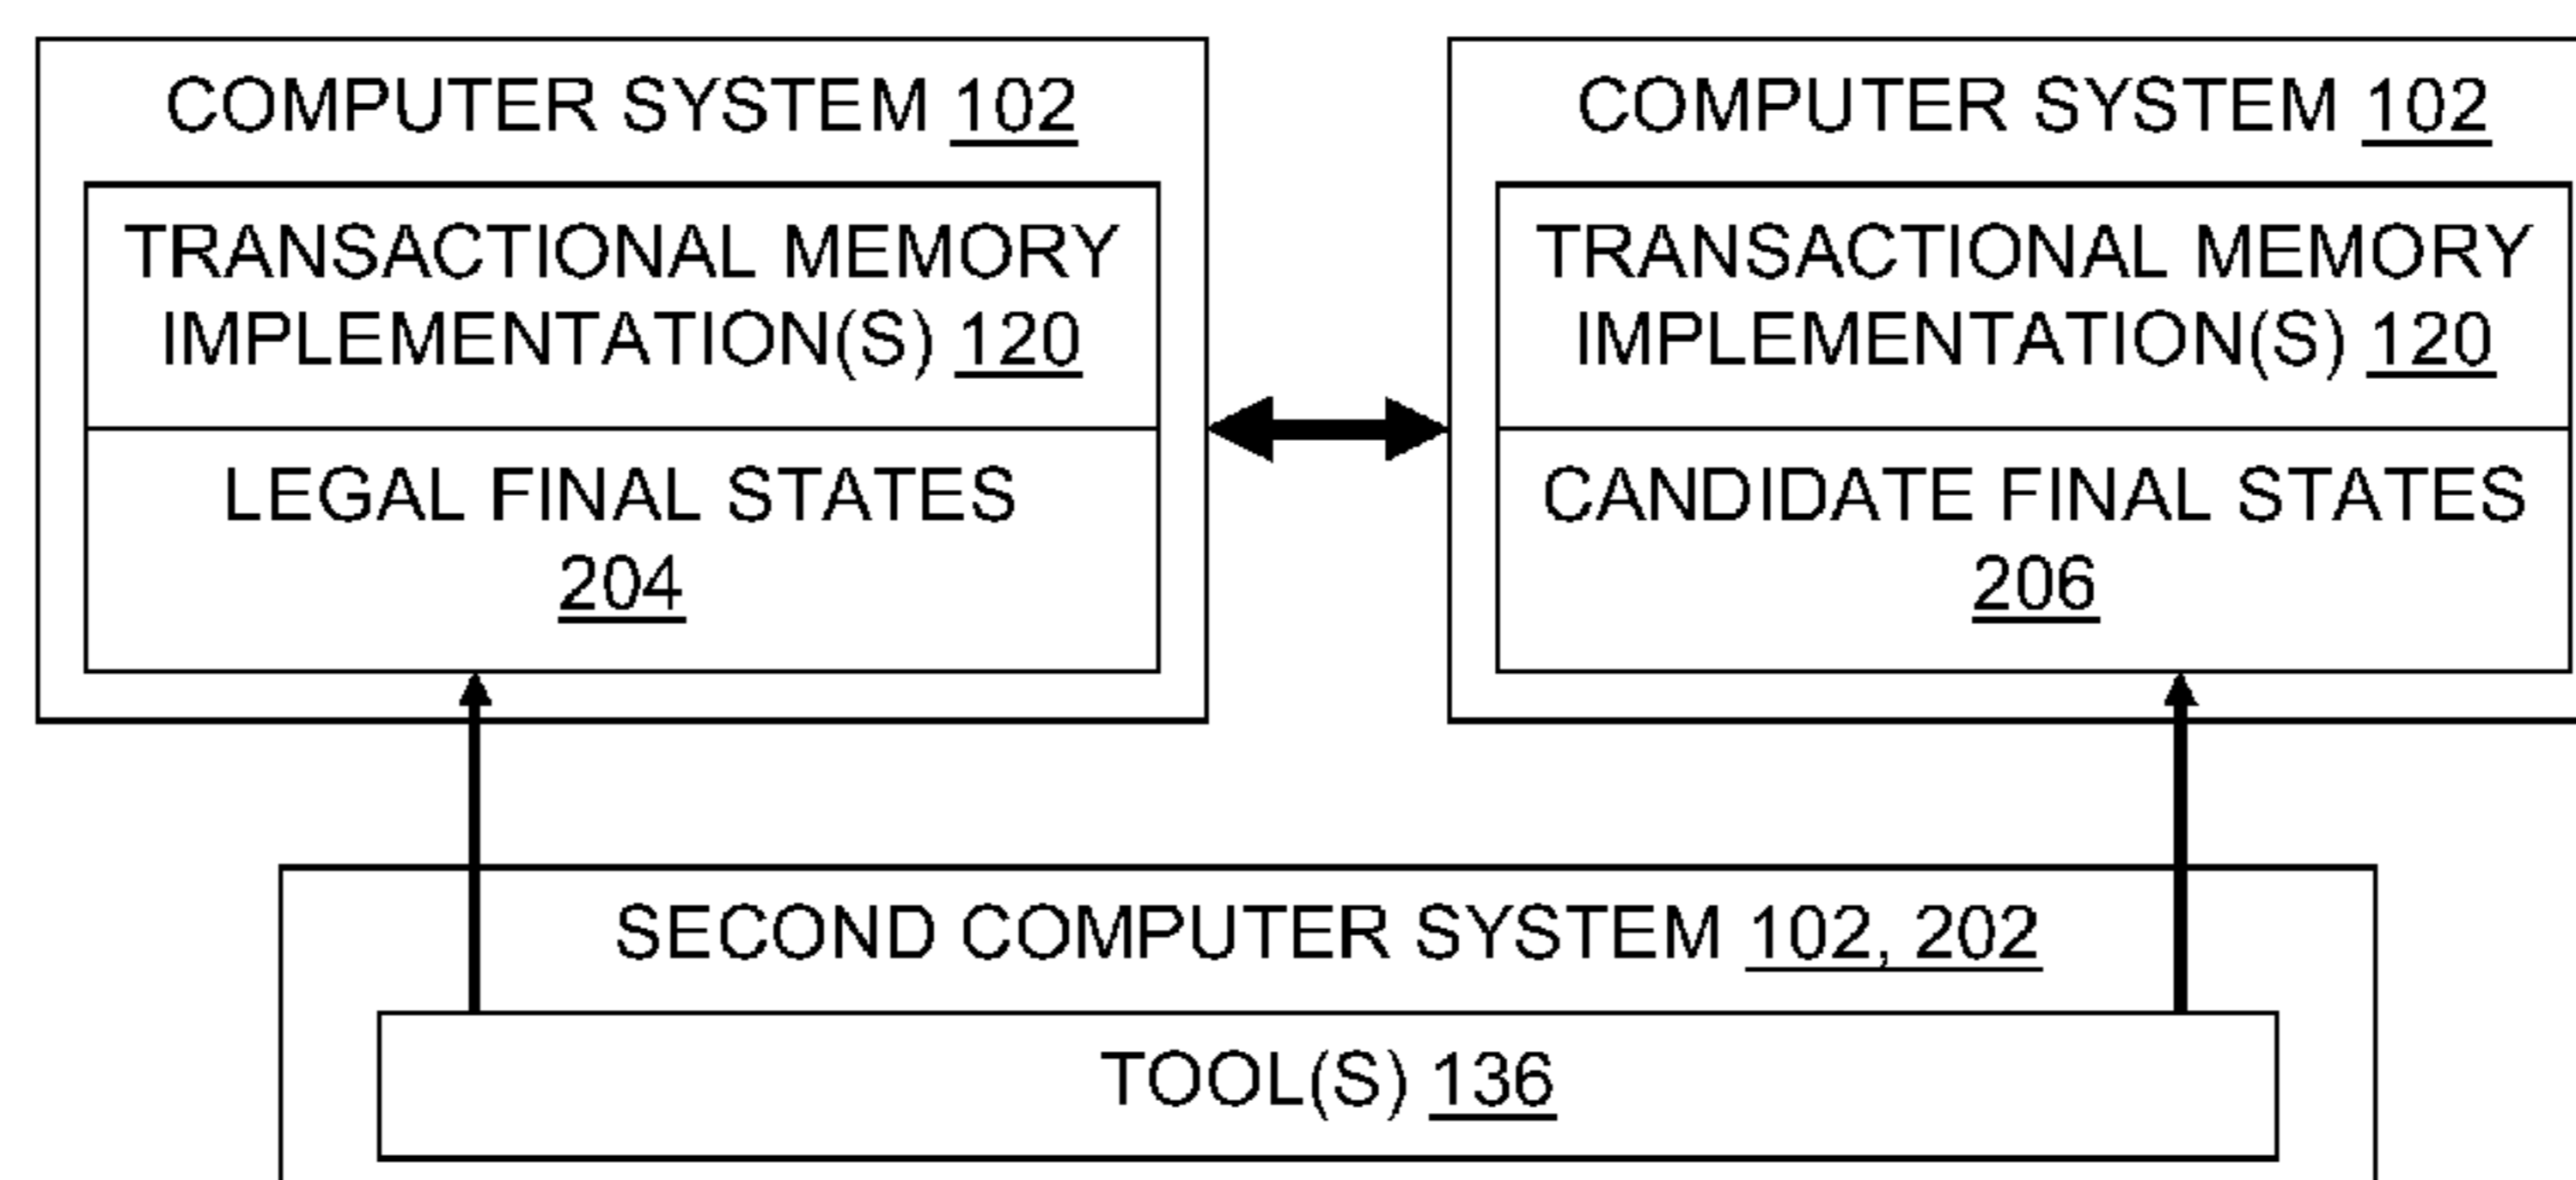 COMPUTER SYSTEM 102
TRANSACTIONAL MEMORY
IMPLEMENTATION(S) 120
LEGAL FINAL STATES
204
COMPUTER SYSTEM 102
TRANSACTIONAL MEMORY
IMPLEMENTATION(S) 120
CANDIDATE FINAL STATES
206
SECOND COMPUTER SYSTEM 102, 202
TOOL(S) 136